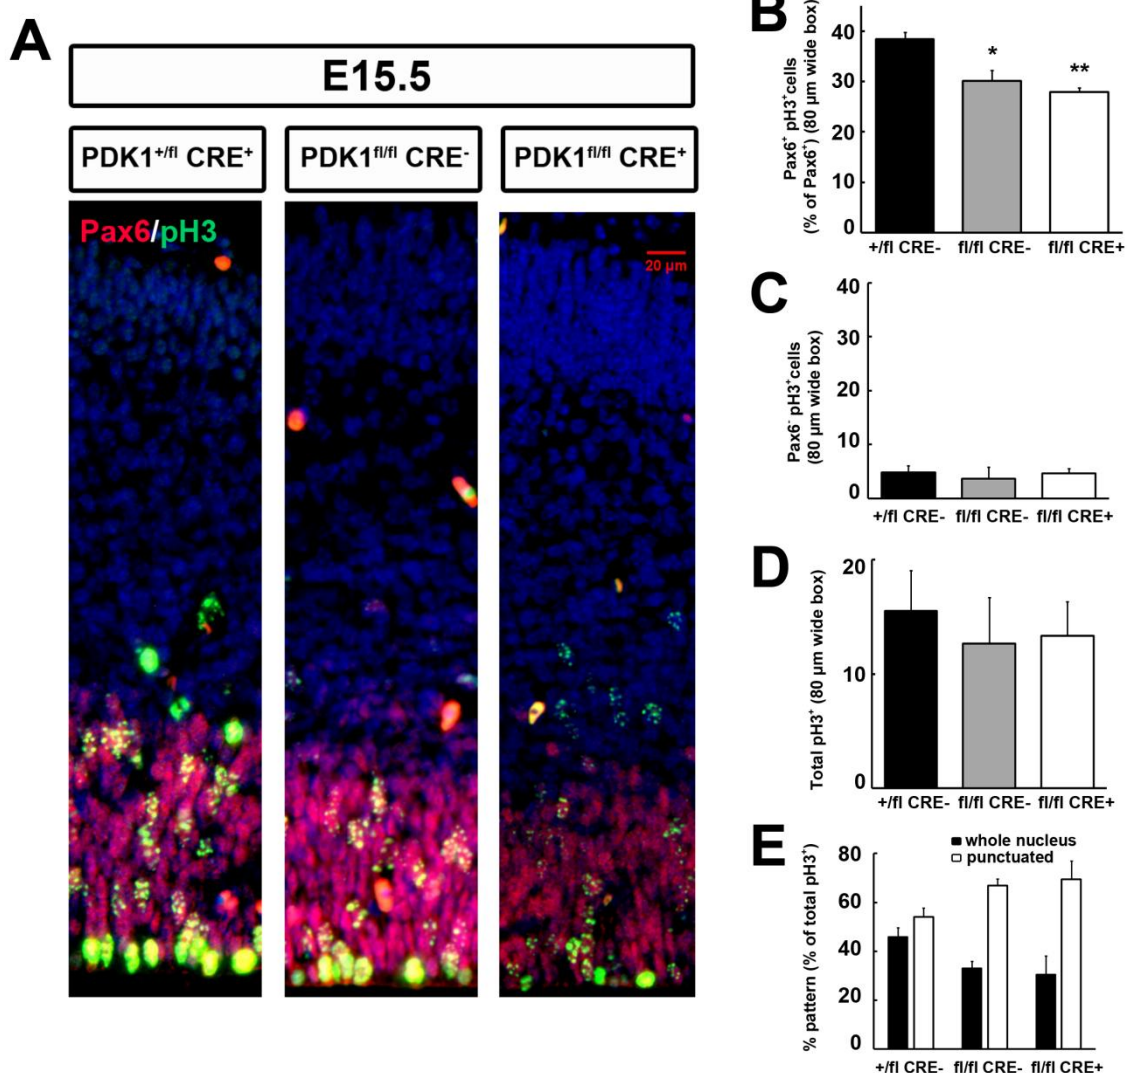 A
E15.5
PDK1+/fl CRE+
PDK1fl/fl CRE-
PDK1fl/fl CRE+
Pax6/pH3
20 µm
B
Pax6+ pH3+cells
(% of Pax6+) (80 µm wide box)
40
30
20
10
0
*
**
+/fl CRE- fl/fl CRE- fl/fl CRE+
C
Pax6- pH3+cells
(80 µm wide box)
40
30
20
10
0
+/fl CRE- fl/fl CRE- fl/fl CRE+
D
Total pH3+ (80 µm wide box)
20
10
0
+/fl CRE- fl/fl CRE- fl/fl CRE+
E
% pattern (% of total pH3+)
whole nucleus
punctuated
80
60
40
20
0
+/fl CRE- fl/fl CRE- fl/fl CRE+